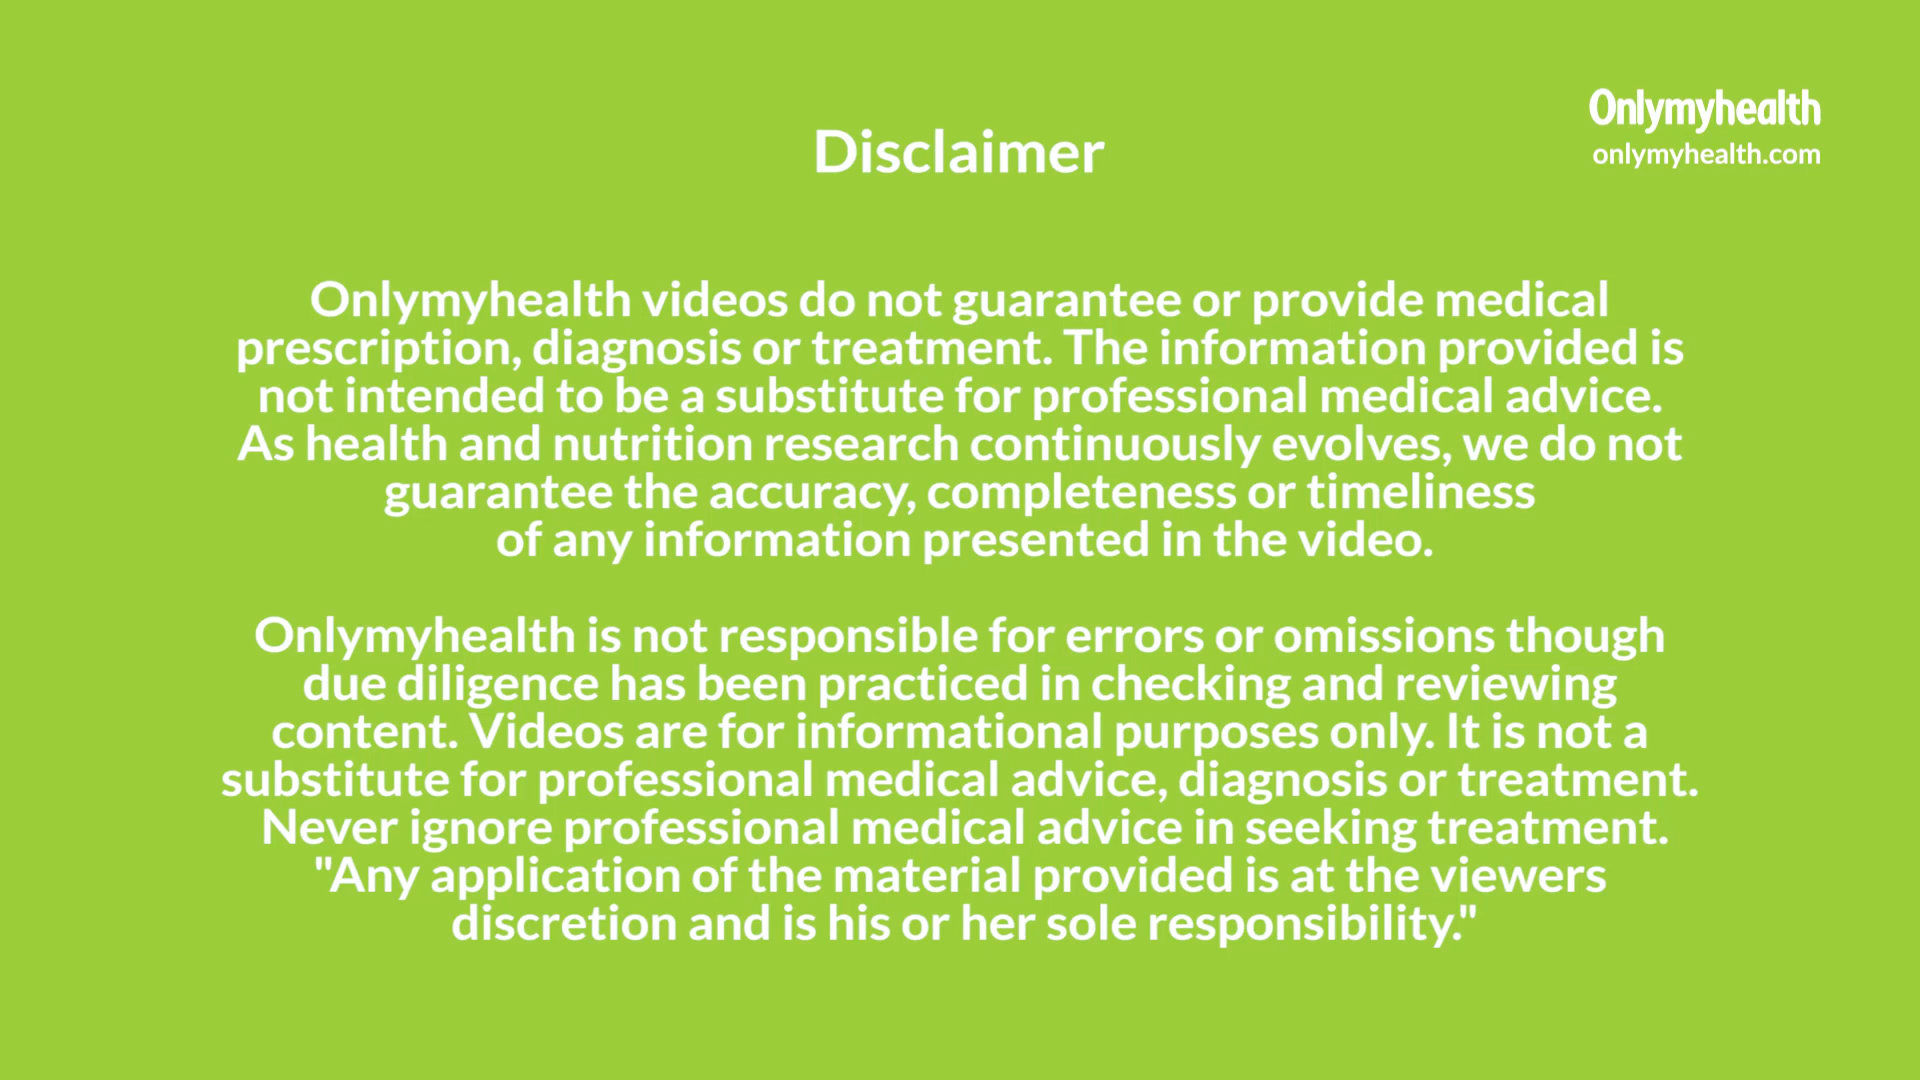 Onlymyhealth
onlymyhealth.com
Disclaimer
Onlymyhealth videos do not guarantee or provide medical
prescription, diagnosis or treatment. The information provided is
not intended to be a substitute for professional medical advice.
As health and nutrition research continuously evolves, we do not
guarantee the accuracy, completeness or timeliness
of any information presented in the video.
Onlymyhealth is not responsible for errors or omissions though
due diligence has been practiced in checking and reviewing
content. Videos are for informational purposes only. It is not a
substitute for professional medical advice, diagnosis or treatment.
Never ignore professional medical advice in seeking treatment.
"Any application of the material provided is at the viewers
discretion and is his or her sole responsibility."